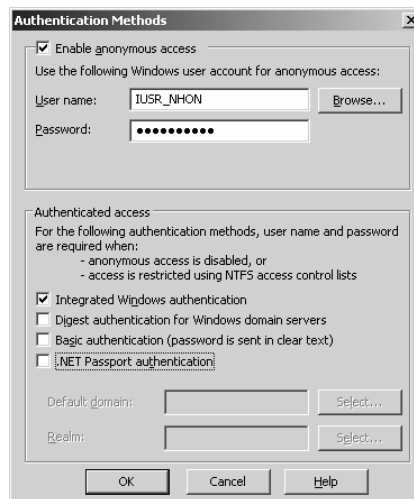 Authentication Methods
Enable anonymous access
Use the following Windows user account for anonymous access:
User name: IUSR_NHON Browse...
Password: ●●●●●●●●●●
Authenticated access
For the following authentication methods, user name and password
are required when:
- anonymous access is disabled, or
- access is restricted using NTFS access control lists
Integrated Windows authentication
Digest authentication for Windows domain servers
Basic authentication (password is sent in clear text)
.NET Passport authentication
Default domain: Select...
Realm: Select...
OK Cancel Help